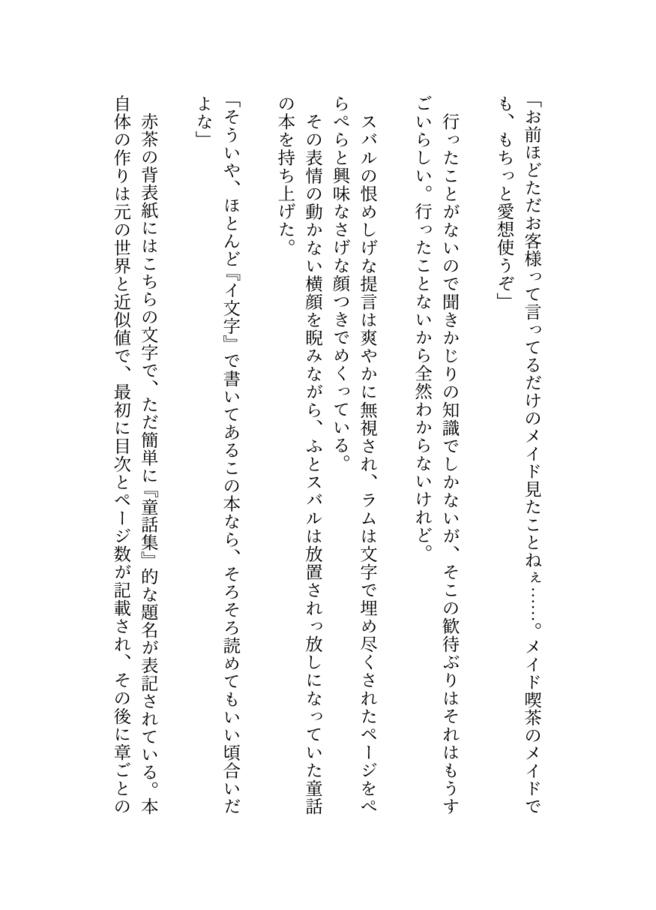 「お前ほどただお客様って言ってるだけのメイド見たことねぇ……。メイド喫茶のメイドで
も、もちっと愛想使うぞ」
行ったことがないので聞きかじりの知識でしかないが、そこの歓待ぶりはそれはもうす
ごいらしい。行ったことないから全然わからないけれど。
スバルの恨めしげな提言は爽やかに無視され、ラムは文字で埋め尽くされたページをぺ
らぺらと興味なさげな顔つきでめくっている。
その表情の動かない横顔を睨みながら、ふとスバルは放置されっ放しになっていた童話
の本を持ち上げた。
「そういや、ほとんど『イ文字』で書いてあるこの本なら、そろそろ読めてもいい頃合いだ
よな」
赤茶の背表紙にはこちらの文字で、ただ簡単に『童話集』的な題名が表記されている。本
自体の作りは元の世界と近似値で、最初に目次とページ数が記載され、その後に章ごとの